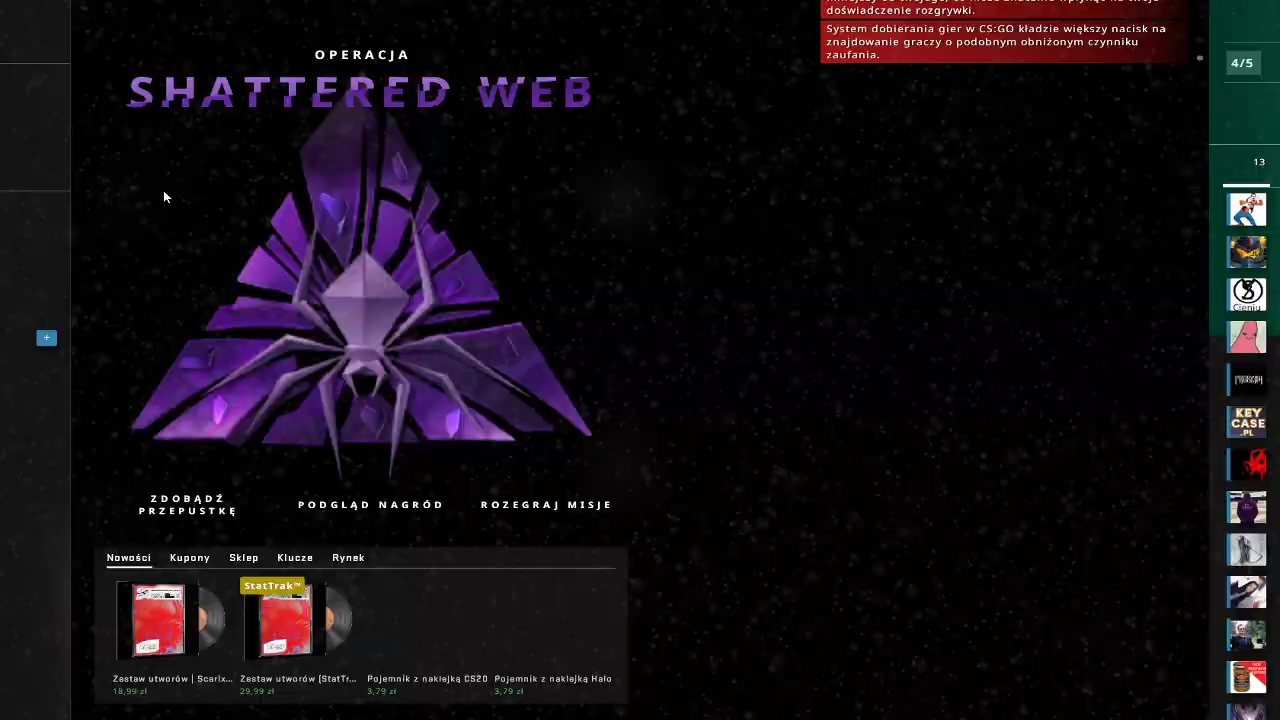 doświadczenie rozgrywki.
System dobierania gier w CS:GO kładzie większy nacisk na
znajdowanie graczy o podobnym obniżonym czynniku
zaufania.
OPERACJA
SHATTERED WEB
4/5
13
Cieniu
KEY
CASE
.PL
+
ZDOBĄDŹ
PRZEPUSTKĘ
PODGLĄD NAGRÓD
ROZEGRAJ MISJE
Nowości Kupony Sklep Klucze Rynek
StatTrak™
Zestaw utworów | Scarlx... Zestaw utworów (StatTr... Pojemnik z naklejką CS20 Pojemnik z naklejką Halo
18,99 zł 29,99 zł 3,79 zł 3,79 zł